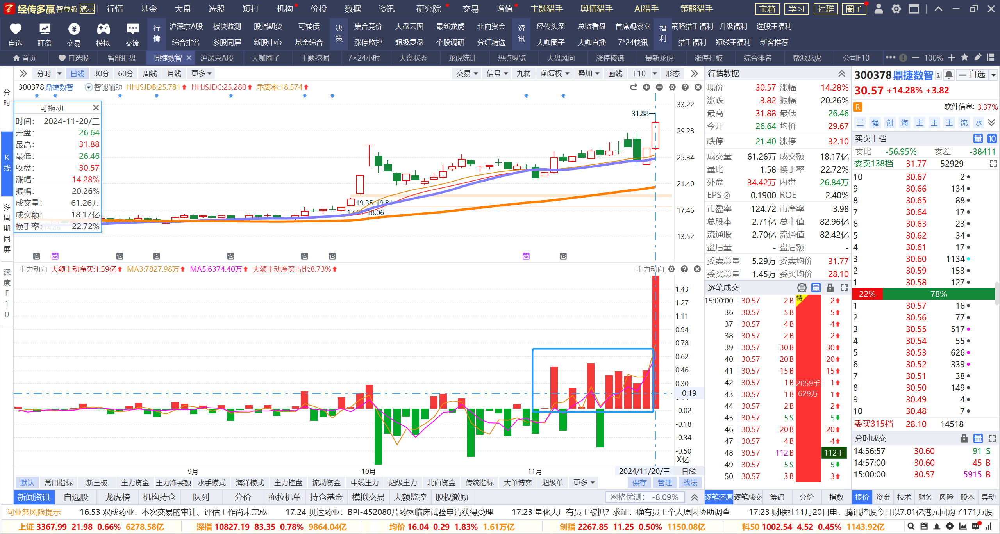 经传多赢 智尊版 演示 行情 基金 大盘 选股 短打 机构 价投 数据 资讯 研究院 交易 增值 主题猎手 舆情猎手 AI猎手 策略猎手 宝箱 学习 社群 圈子
自选 盯盘 交易 模拟 交流
行情 沪深京A股 板块监测 股指期货 可转债 决策 集合竞价 大盘云图 最新龙虎 北向资金 资讯 经传头条 总监看盘 首席观察室 福利 策略猎手福利 升级福利 选股王福利
综合排名 多股同屏 新股中心 基金综合 涨停监控 超级复盘 个股调研 分红精选 大咖圈子 大咖直播 7*24快讯 猎手福利 短线王福利 新客推荐
首页 自选股 智能盯盘 鼎捷数智 沪深京A股 大咖圈子 主题挖掘 7×24小时 大盘状态 龙虎统计 热点纵览 大盘风向 涨停棱镜 最新龙虎 涨停打板 综合排名 帮派龙虎 公司F10 100%
分时 日线 30分 60分 周线 月线 更多 交易 信号 九转 前复权 叠加 画线 F10 形态
300378 鼎捷数智 智能辅助 HHJSJDB:25.781 HHJSJDC:25.280 乖离率:18.574
分时
K线
多周期同屏
深度F10
可拖动
时间: 2024-11-20/三
开盘: 26.64
最高: 31.88
最低: 26.46
收盘: 30.57
涨幅: 14.28%
振幅: 20.26%
成交量: 61.26万
成交额: 18.17亿
换手率: 22.72%
31.88→
19.35-19.81
33.22
29.28
25.34
21.40
17.46
13.52
它 叠 它 它 它 它 它 叠 它
主力动向 大额主动净买:1.59亿 MA3:7827.98万 MA5:6374.40万 大额主动净买占比:8.73% 主力动向
1.43
1.27
1.11
0.94
0.78
0.62
0.46
0.30
0.19
-0.02
-0.18
-0.34
-0.50
X亿
9月 10月 11月 2024/11/20/三 日线
默认 常用指标 新三板 主力资金 主力净买额 水手模式 海洋模式 主力控盘 流动资金 中线主力 超级主力 北向资金 传统指标 大单博弈 超级单 更多 保存 管理 战法
新闻资讯 自选股 龙虎榜 机构持仓 队列 分价 拖拉机单 持仓基金 模拟交易 大额监控 股权激励 网格优测: -8.09%
行情数据
现价 30.57 涨幅 14.28%
涨跌 3.82 振幅 20.26%
最高 31.88 最低 26.46
今开 26.64 均价 29.67
跌停 21.40 涨停 32.10
成交量 61.26万 成交额 18.17亿
量比 1.58 换手率 22.72%
外盘 34.42万 内盘 26.84万
EPS③ 0.1900 ROE 2.40%
市盈率 124.72 市净率 3.98
总股本 2.71亿 总市值 82.96亿
流通股 2.70亿 流通值 82.42亿
盘后量 - 盘后额 -
委卖总量 5.29万 委卖均价 31.77
委买总量 1.45万 委买均价 28.10
逐笔成交 单 量
15:00:00 30.57 2 B 特 2
36 30.57 5 B 5
37 30.57 4 B 4
38 30.57 2 B 2
39 30.57 30 B 30
40 30.57 20 B 20
41 30.57 15 B 15
42 30.57 1 B 2059手 1
43 30.57 1 B 629万 1
44 30.57 2 B 2
45 30.57 5 S 5
46 30.57 20 B 20
47 30.57 4 B 4
48 30.57 112 B 112手
49 30.57 5 S 5
50 30.57 3 B 3
逐笔还原 逐笔成交 筹码 分价 指数
300378 鼎捷数智 自选
30.57 +14.28% +3.82
R 软件信息: 3.37%
三 强 创 海 主 主 主 流 水
买卖十档 量 10
委比 -56.95% 委差 -38411
委卖138档 31.77 52929
10 30.67 2
9 30.66 134
8 30.65 88
7 30.64 17
6 30.63 23
5 30.62 34
4 30.61 17
3 30.60 1134
2 30.59 153
1 30.58 127
22% 78%
1 30.57 16
2 30.56 77
3 30.55 517
4 30.54 55
5 30.53 626
6 30.52 339
7 30.51 38
8 30.50 149
9 30.49 4
10 30.48 7
委买315档 28.10 14518
分时成交 量
14:56:57 30.60 91 S
14:57:00 30.60 45 B
15:00:00 30.57 5915 B
报价 资金 技术 财务 风险 股本 异动
问业务风险提示 16:53 双成药业：本次交易的审计、评估工作尚未完成 17:24 贝达药业：BPI-452080片药物临床试验申请获得受理 17:23 量化大厂有员工被抓？求证：确有员工个人原因协助调查 17:23 财联社11月20日电，腾讯控股今日以7.01亿港元回购了171万股
上证 3367.99 21.98 0.66% 6278.58亿 深指 10827.19 83.35 0.78% 9864.04亿 均价 16.04 0.29 1.83% 1.61万亿 创指 2267.85 11.25 0.50% 1150.08亿 科50 1002.54 4.52 0.45% 1143.92亿